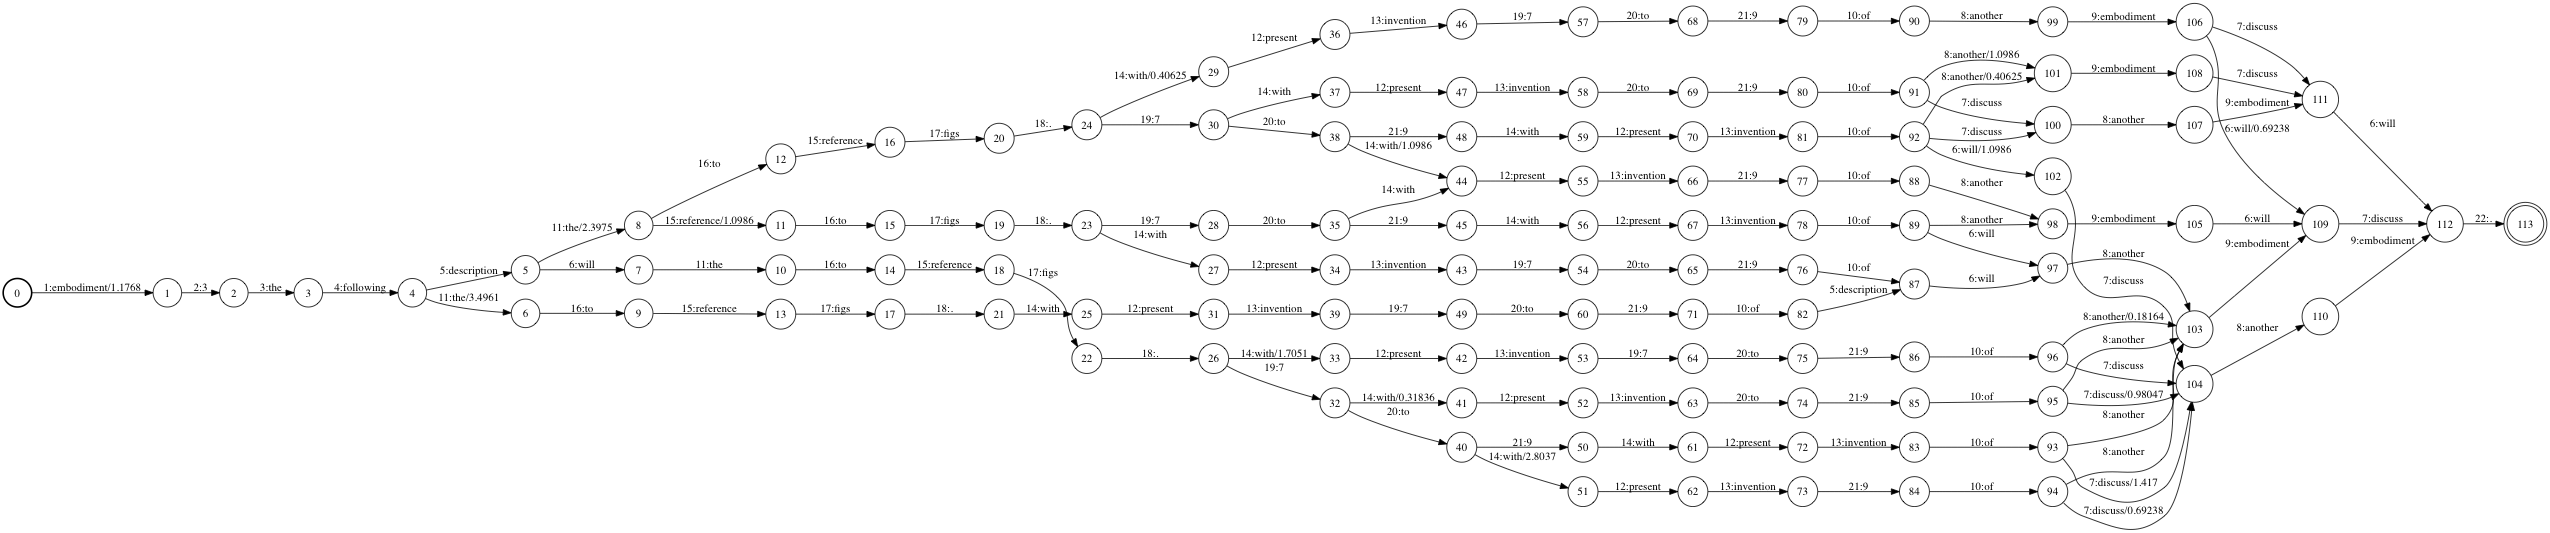 0 1:embodiment/1.1768 1 2:3 2 3:the 3 4:following 4
5:description 5 11:the/2.3975 8 16:to 12 15:reference 16 17:figs 20 18:. 24
14:with/0.40625 29 12:present 36 13:invention 46 19:7 57 20:to 68 21:9 79 10:of 90 8:another 99 9:embodiment 106 7:discuss
19:7 30 14:with 37 12:present 47 13:invention 58 20:to 69 21:9 80 10:of 91 8:another/1.0986 101 9:embodiment 108 7:discuss 111
8:another/0.40625 7:discuss 100 8:another 107 9:embodiment
20:to 38 21:9 48 14:with 59 12:present 70 13:invention 81 10:of 92 7:discuss 6:will/0.69238 6:will
14:with/1.0986 6:will/1.0986 102
14:with 44 12:present 55 13:invention 66 21:9 77 10:of 88 8:another
15:reference/1.0986 11 16:to 15 17:figs 19 18:. 23 19:7 28 20:to 35 21:9 45 14:with 56 12:present 67 13:invention 78 10:of 89 8:another 98 9:embodiment 105 6:will 109 7:discuss 112 22:. 113
14:with 6:will 9:embodiment 9:embodiment
6:will 7 11:the 10 16:to 14 15:reference 18 17:figs 27 12:present 34 13:invention 43 19:7 54 20:to 65 21:9 76 10:of 97 8:another
5:description 87 6:will 7:discuss
11:the/3.4961 6 16:to 9 15:reference 13 17:figs 17 18:. 21 14:with 25 12:present 31 13:invention 39 19:7 49 20:to 60 21:9 71 10:of 82 110
8:another/0.18164 103 8:another
22 18:. 26 14:with/1.7051 33 12:present 42 13:invention 53 19:7 64 20:to 75 21:9 86 10:of 96 8:another
19:7 7:discuss 104
32 14:with/0.31836 41 12:present 52 13:invention 63 20:to 74 21:9 85 10:of 95 7:discuss/0.98047
20:to 8:another
40 21:9 50 14:with 61 12:present 72 13:invention 83 10:of 93 8:another
14:with/2.8037 7:discuss/1.417
51 12:present 62 13:invention 73 21:9 84 10:of 94 7:discuss/0.69238